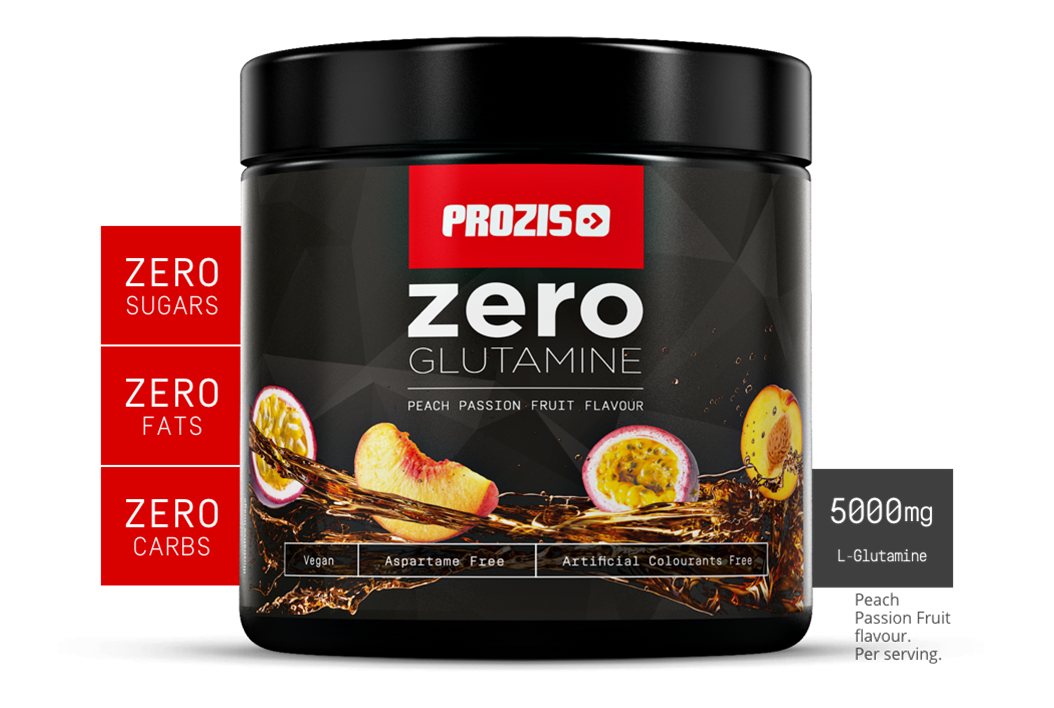 PROZIS
zero
GLUTAMINE
PEACH PASSION FRUIT FLAVOUR
Vegan
Aspartame Free
Artificial Colourants Free
ZERO
SUGARS
ZERO
FATS
ZERO
CARBS
5000mg
L-Glutamine
Peach
Passion Fruit
flavour.
Per serving.